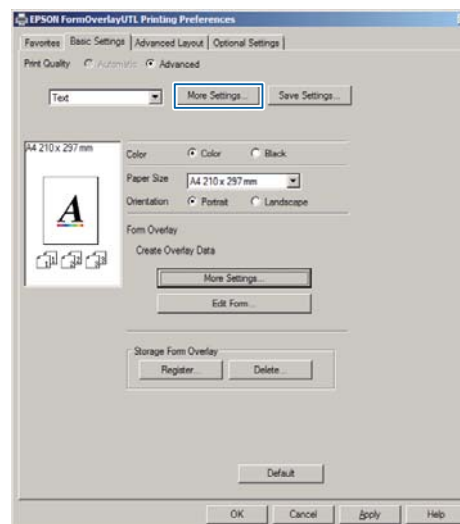 EPSON FormOverlayUTL Printing Preferences
Favorites Basic Settings Advanced Layout Optional Settings
Print Quality Automatic Advanced
Text More Settings... Save Settings...
A4 210 x 297 mm
Color Color Black
Paper Size A4 210 x 297 mm
Orientation Portrait Landscape
A
Form Overlay
Create Overlay Data
More Settings...
Edit Form...
Storage Form Overlay
Register... Delete...
Default
OK Cancel Apply Help